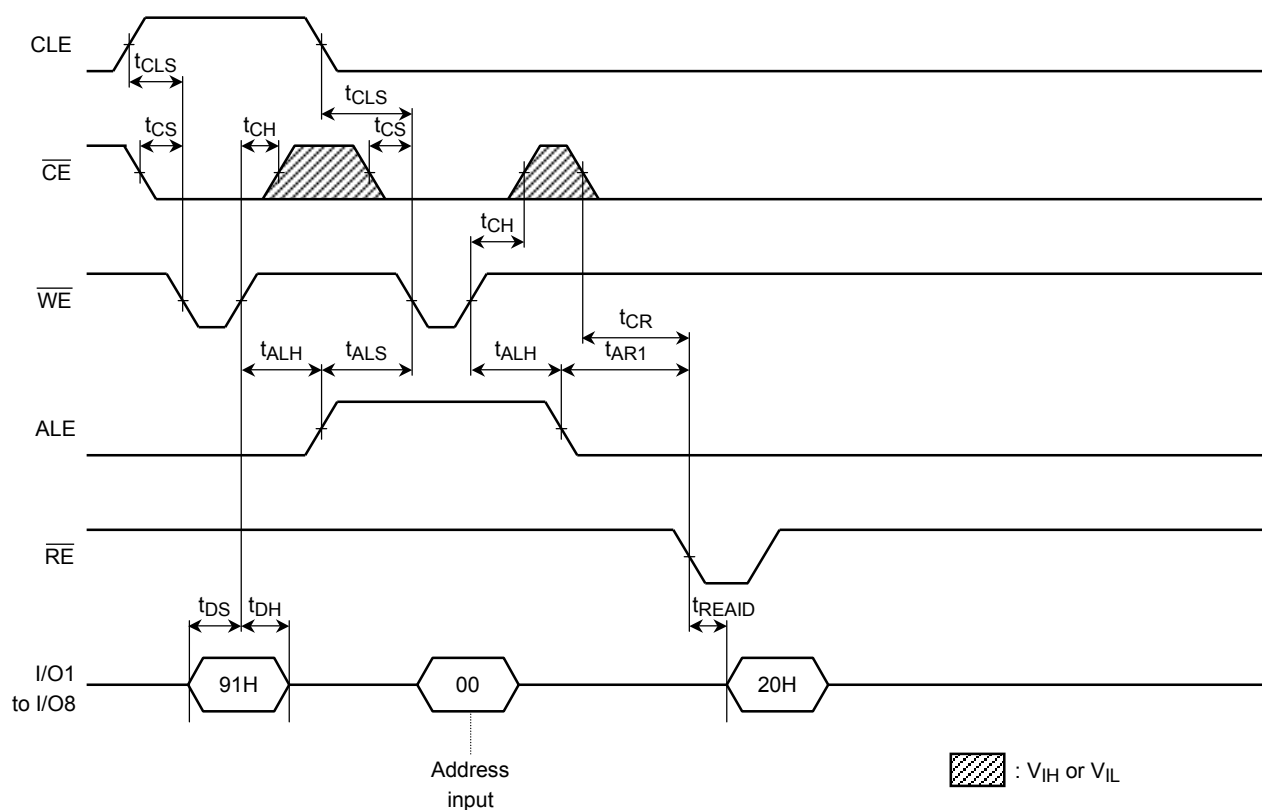 CLE
tCLS
tCLS
tCS
tCH
tCS
CE
tCH
WE
tCR
tALH
tALS
tALH
tAR1
ALE
RE
tDS
tDH
tREAID
I/O1
to I/O8
91H
00
20H
Address
input
: VIH or VIL